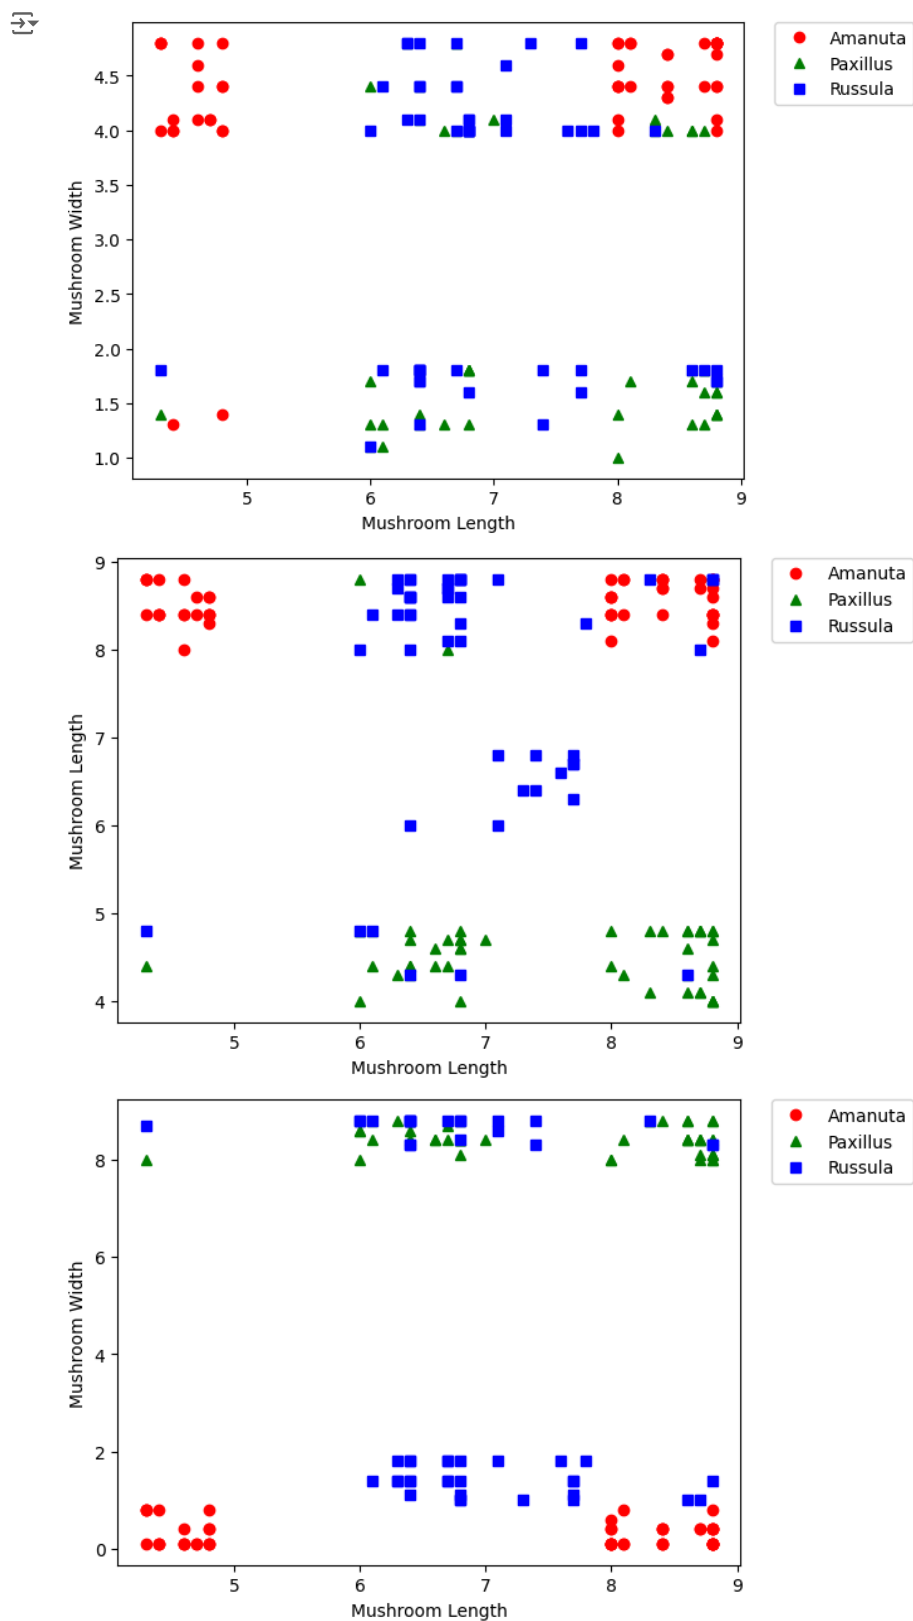 Amanuta
Paxillus
Russula
4.5
4.0
3.5
3.0
2.5
2.0
1.5
1.0
Mushroom Width
5 6 7 8 9
Mushroom Length
Amanuta
Paxillus
Russula
9
8
7
6
5
4
Mushroom Length
5 6 7 8 9
Mushroom Length
Amanuta
Paxillus
Russula
8
6
4
2
0
Mushroom Width
5 6 7 8 9
Mushroom Length